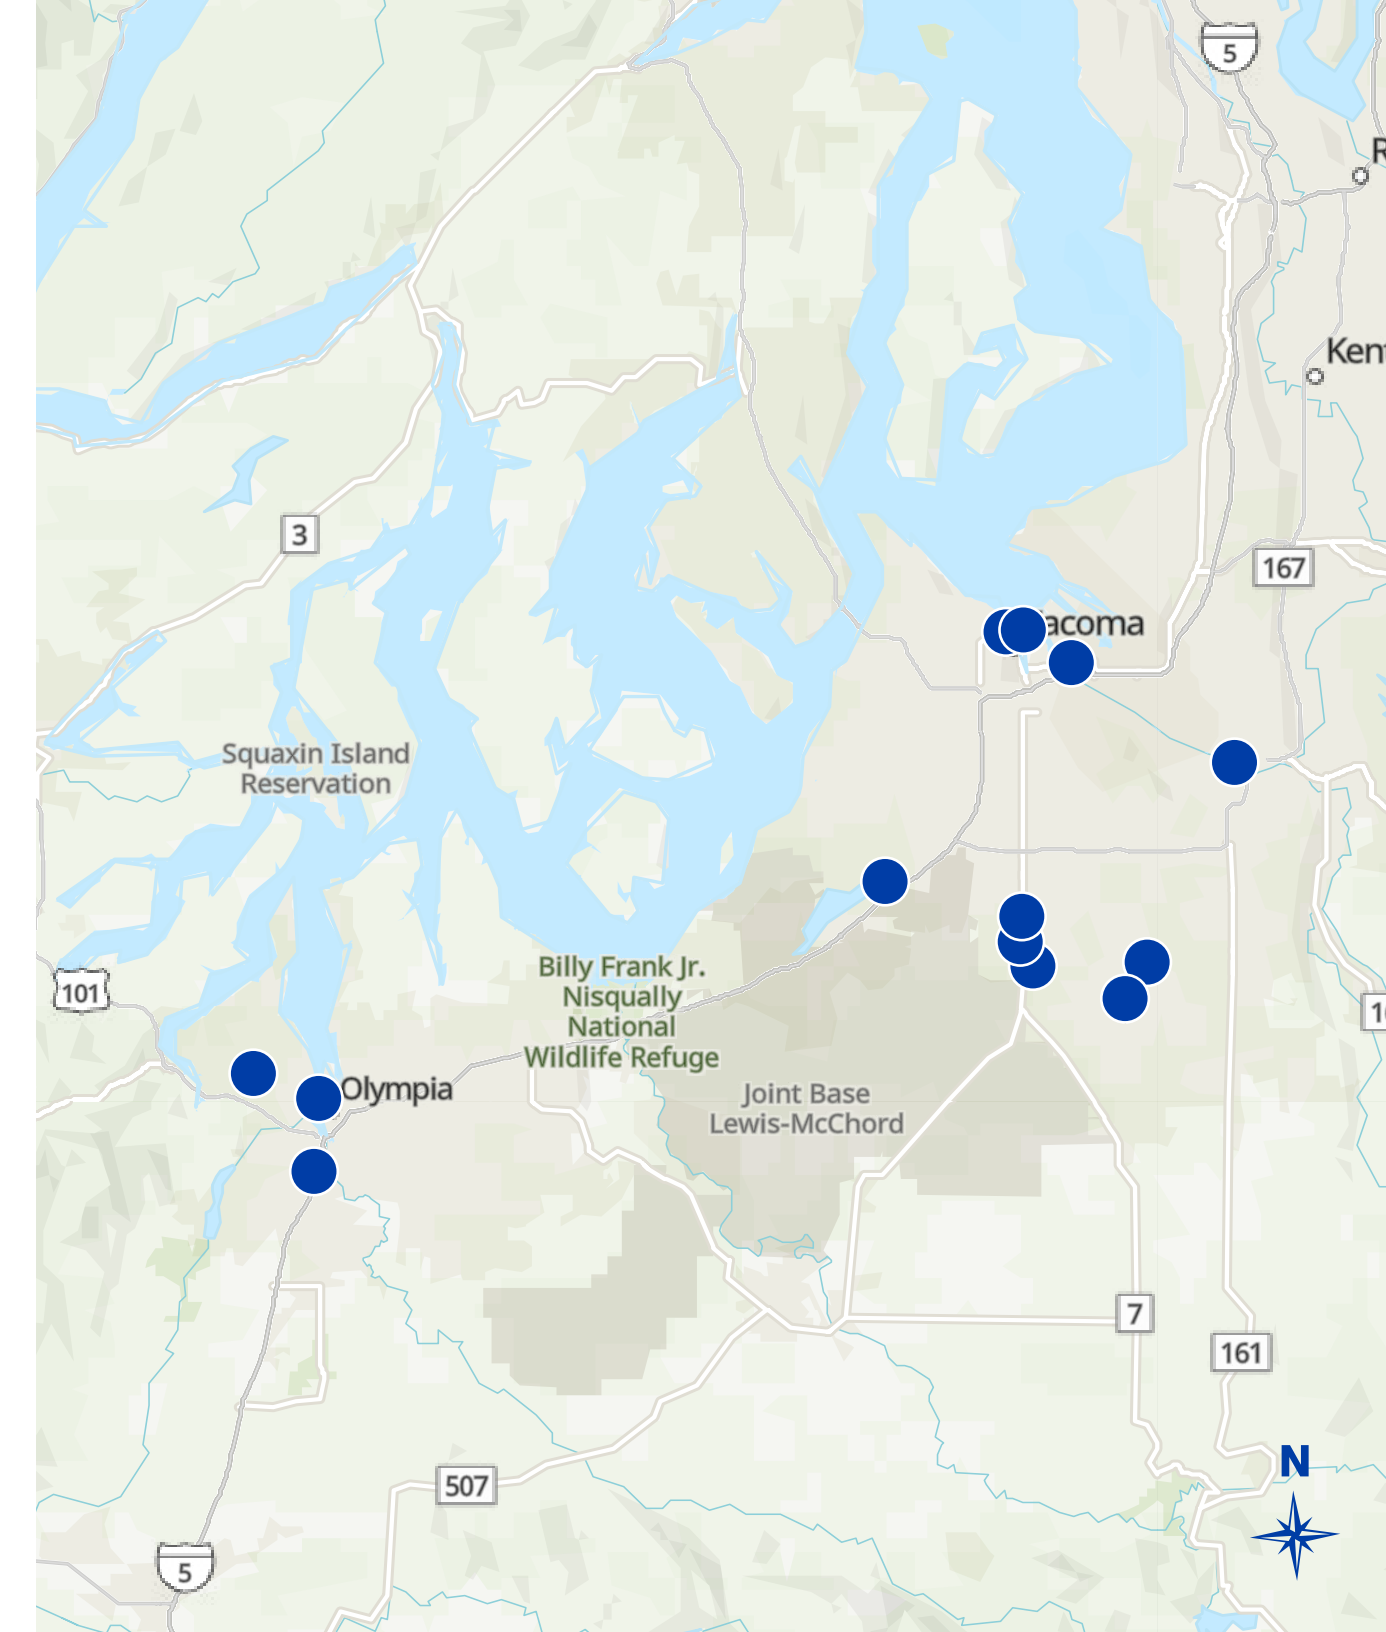 5
Ken
3
167
acoma
Squaxin Island
Reservation
Billy Frank Jr.
Nisqually
National
Wildlife Refuge
101
Olympia
Joint Base
Lewis-McChord
7
161
N
507
5